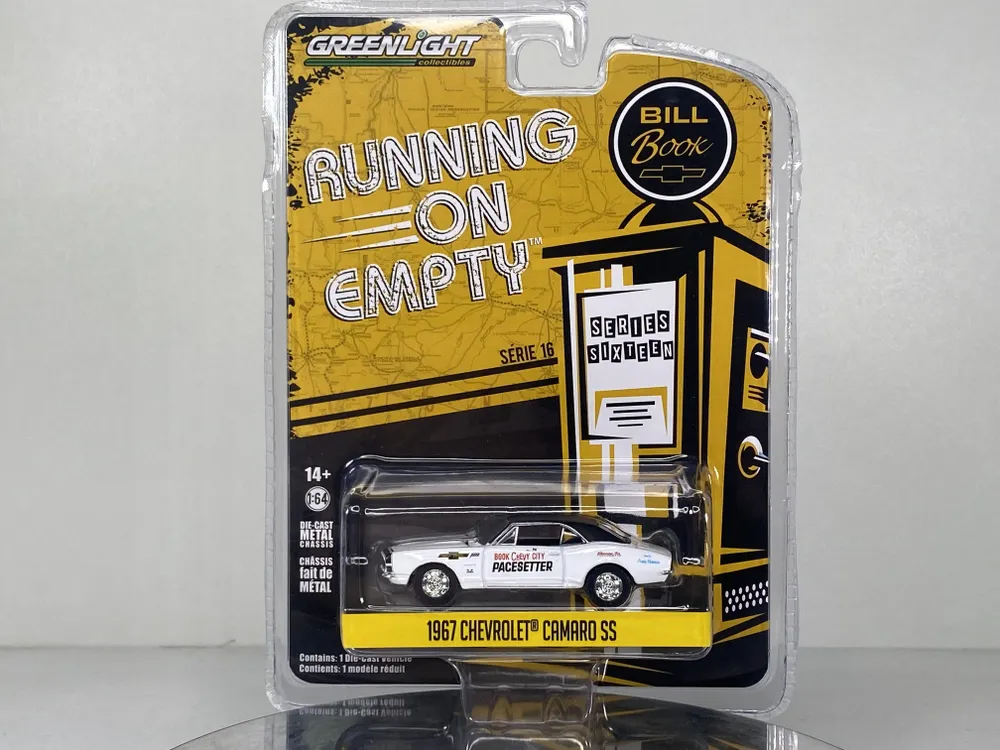 GREENLIGHT
collectibles
BILL
Book
RUNNING
ON
EMPTY™
SERIES
SIXTEEN
SÉRIE 16
14+
1:64
DIE-CAST
METAL
CHASSIS
CHÂSSIS
fait de
MÉTAL
BOOK CHEVY CITY
PACESETTER
1967 CHEVROLET® CAMARO SS
Contains: 1 Die-Cast Vehicle
Contients: 1 modèle réduit